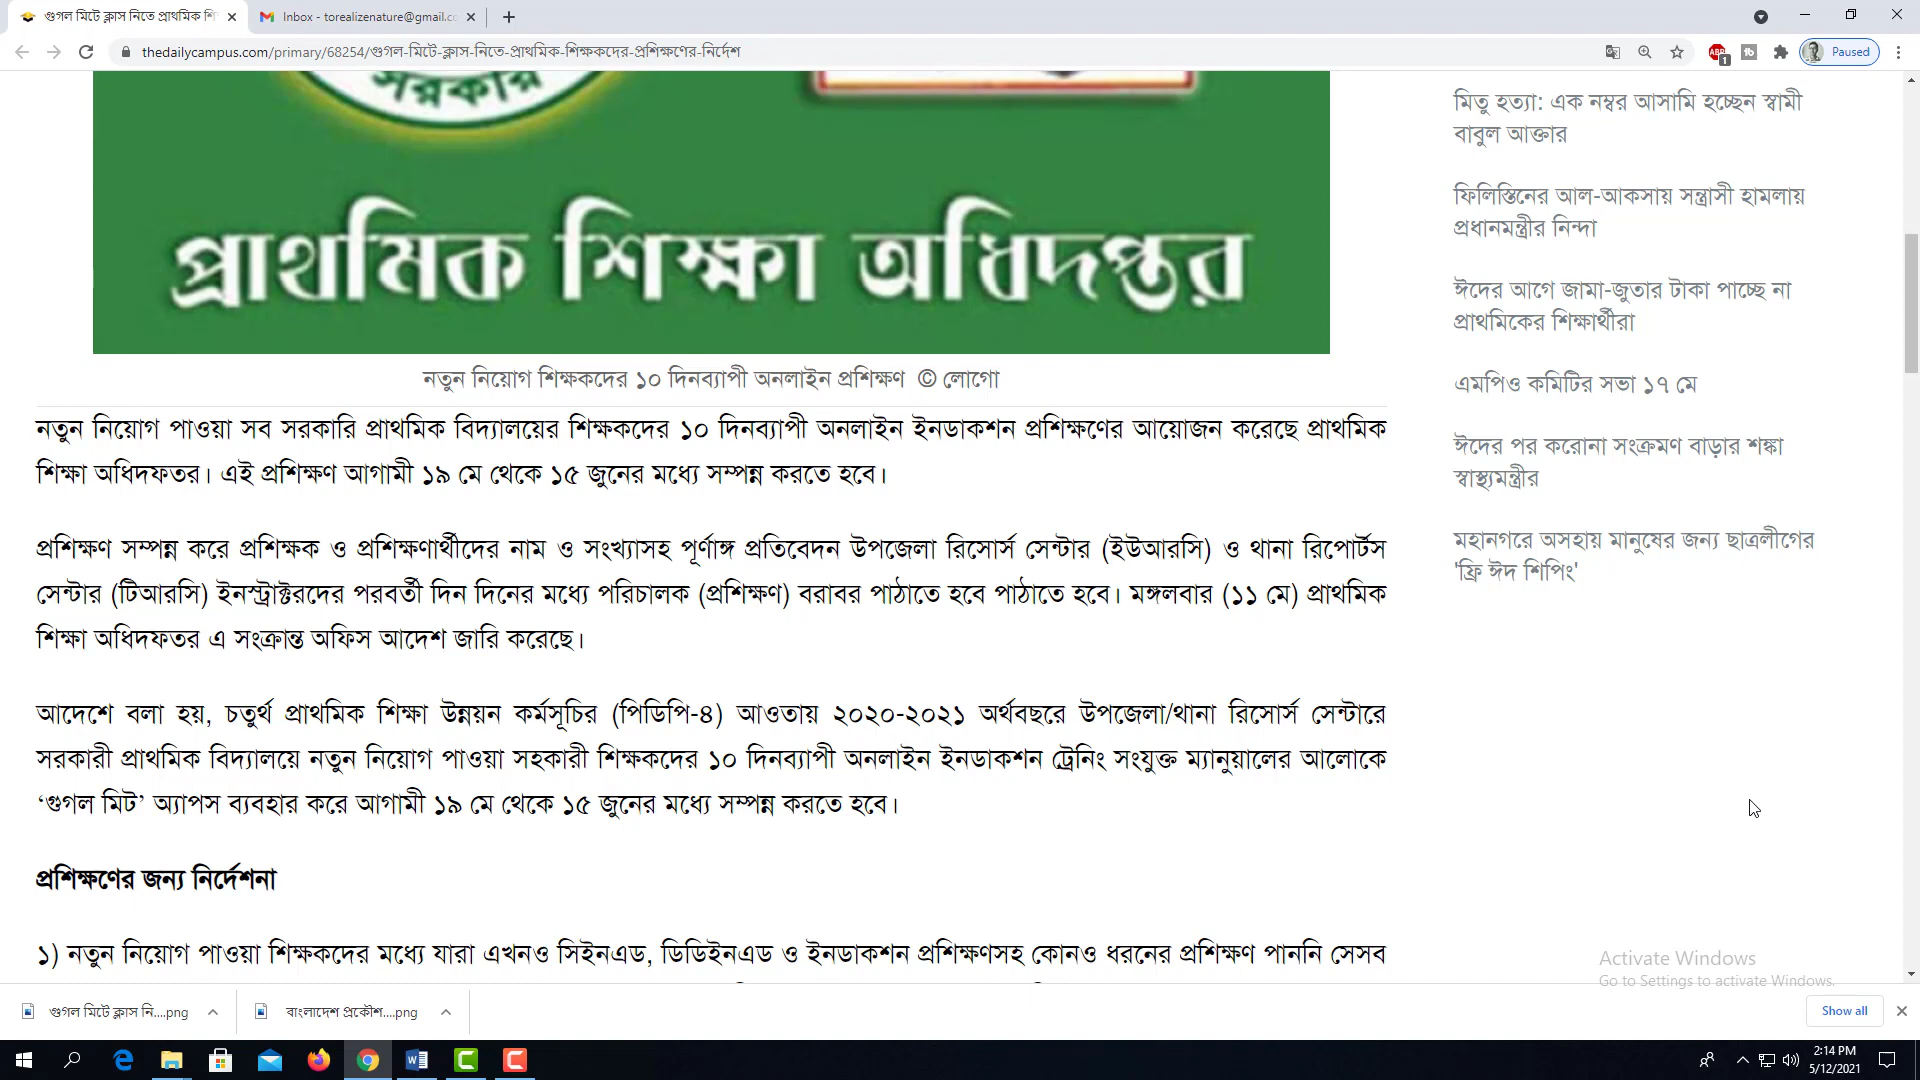 গুগল মিটে ক্লাস নিতে প্রাথমিক শি
Inbox - torealizenature@gmail.cc
thedailycampus.com/primary/68254/গুগল-মিটে-ক্লাস-নিতে-প্রাথমিক-শিক্ষকদের-প্রশিক্ষণের-নির্দেশ
ABP
1
Paused
সরকার
প্রাথমিক শিক্ষা অধিদপ্তর
নতুন নিয়োগ শিক্ষকদের ১০ দিনব্যাপী অনলাইন প্রশিক্ষণ © লোগো
নতুন নিয়োগ পাওয়া সব সরকারি প্রাথমিক বিদ্যালয়ের শিক্ষকদের ১০ দিনব্যাপী অনলাইন ইনডাকশন প্রশিক্ষণের আয়োজন করেছে প্রাথমিক
শিক্ষা অধিদফতর। এই প্রশিক্ষণ আগামী ১৯ মে থেকে ১৫ জুনের মধ্যে সম্পন্ন করতে হবে।
প্রশিক্ষণ সম্পন্ন করে প্রশিক্ষক ও প্রশিক্ষণার্থীদের নাম ও সংখ্যাসহ পূর্ণাঙ্গ প্রতিবেদন উপজেলা রিসোর্স সেন্টার (ইউআরসি) ও থানা রিপোর্টস
সেন্টার (টিআরসি) ইনস্ট্রাক্টরদের পরবর্তী দিন দিনের মধ্যে পরিচালক (প্রশিক্ষণ) বরাবর পাঠাতে হবে পাঠাতে হবে। মঙ্গলবার (১১ মে) প্রাথমিক
শিক্ষা অধিদফতর এ সংক্রান্ত অফিস আদেশ জারি করেছে।
আদেশে বলা হয়, চতুর্থ প্রাথমিক শিক্ষা উন্নয়ন কর্মসূচির (পিডিপি-৪) আওতায় ২০২০-২০২১ অর্থবছরে উপজেলা/থানা রিসোর্স সেন্টারে
সরকারী প্রাথমিক বিদ্যালয়ে নতুন নিয়োগ পাওয়া সহকারী শিক্ষকদের ১০ দিনব্যাপী অনলাইন ইনডাকশন ট্রেনিং সংযুক্ত ম্যানুয়ালের আলোকে
‘গুগল মিট’ অ্যাপস ব্যবহার করে আগামী ১৯ মে থেকে ১৫ জুনের মধ্যে সম্পন্ন করতে হবে।
প্রশিক্ষণের জন্য নির্দেশনা
১) নতুন নিয়োগ পাওয়া শিক্ষকদের মধ্যে যারা এখনও সিইনএড, ডিডিইনএড ও ইনডাকশন প্রশিক্ষণসহ কোনও ধরনের প্রশিক্ষণ পাননি সেসব
মিতু হত্যা: এক নম্বর আসামি হচ্ছেন স্বামী
বাবুল আক্তার
ফিলিস্তিনের আল-আকসায় সন্ত্রাসী হামলায়
প্রধানমন্ত্রীর নিন্দা
ঈদের আগে জামা-জুতার টাকা পাচ্ছে না
প্রাথমিকের শিক্ষার্থীরা
এমপিও কমিটির সভা ১৭ মে
ঈদের পর করোনা সংক্রমণ বাড়ার শঙ্কা
স্বাস্থ্যমন্ত্রীর
মহানগরে অসহায় মানুষের জন্য ছাত্রলীগের
'ফ্রি ঈদ শিপিং'
Activate Windows
Go to Settings to activate Windows.
গুগল মিটে ক্লাস নি....png
বাংলাদেশ প্রকৌশ....png
Show all
2:14 PM
5/12/2021